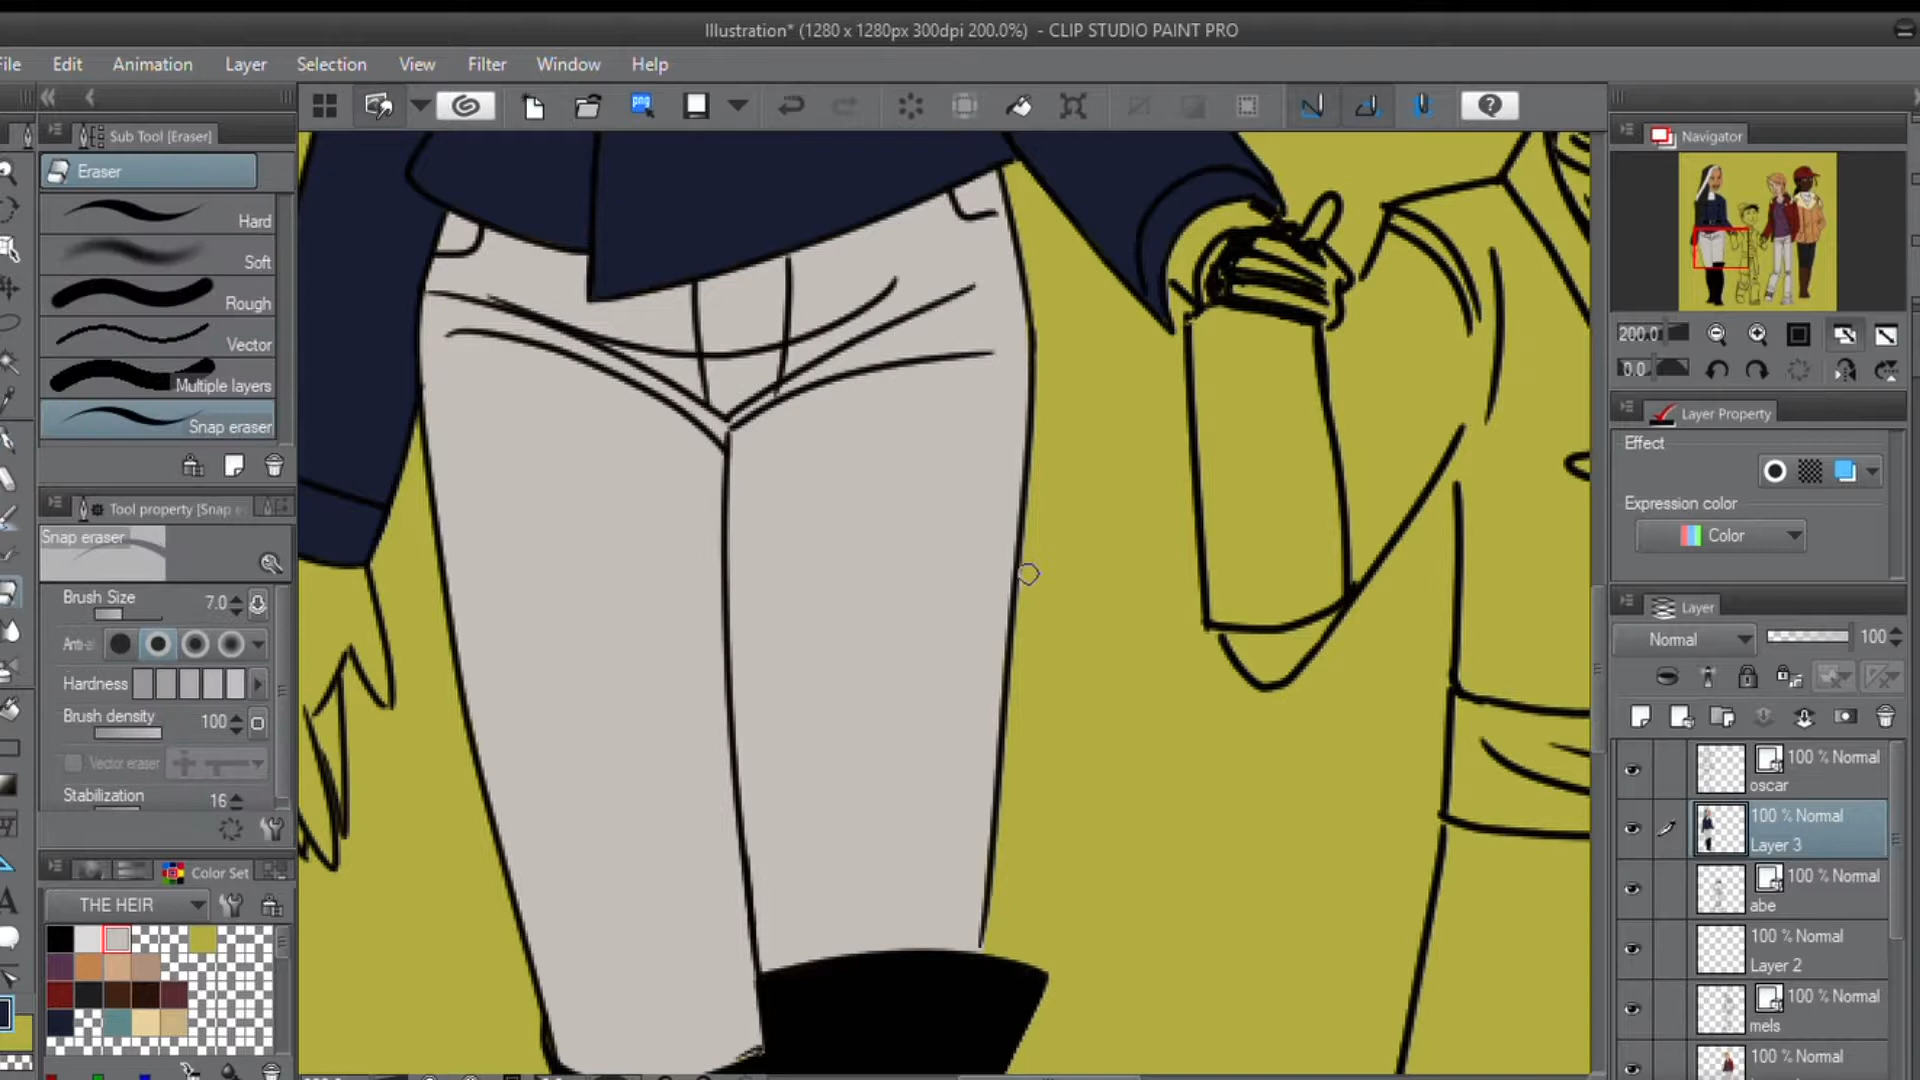 Illustration* (1280 x 1280px 300dpi 200.0%) - CLIP STUDIO PAINT PRO
File Edit Animation Layer Selection View Filter Window Help
png
Sub Tool [Eraser]
Eraser
Hard
Soft
Rough
Vector
Multiple layers
Snap eraser
Tool property [Snap e
Snap eraser
Brush Size 7.0
Anti-a
Hardness
Brush density 100
Vector eraser
Stabilization 16
Color Set
THE HEIR
Navigator
200.0
0.0
Layer Property
Effect
Expression color
Color
Layer
Normal 100
100 % Normal
oscar
100 % Normal
Layer 3
100 % Normal
abe
100 % Normal
Layer 2
100 % Normal
mels
100 % Normal